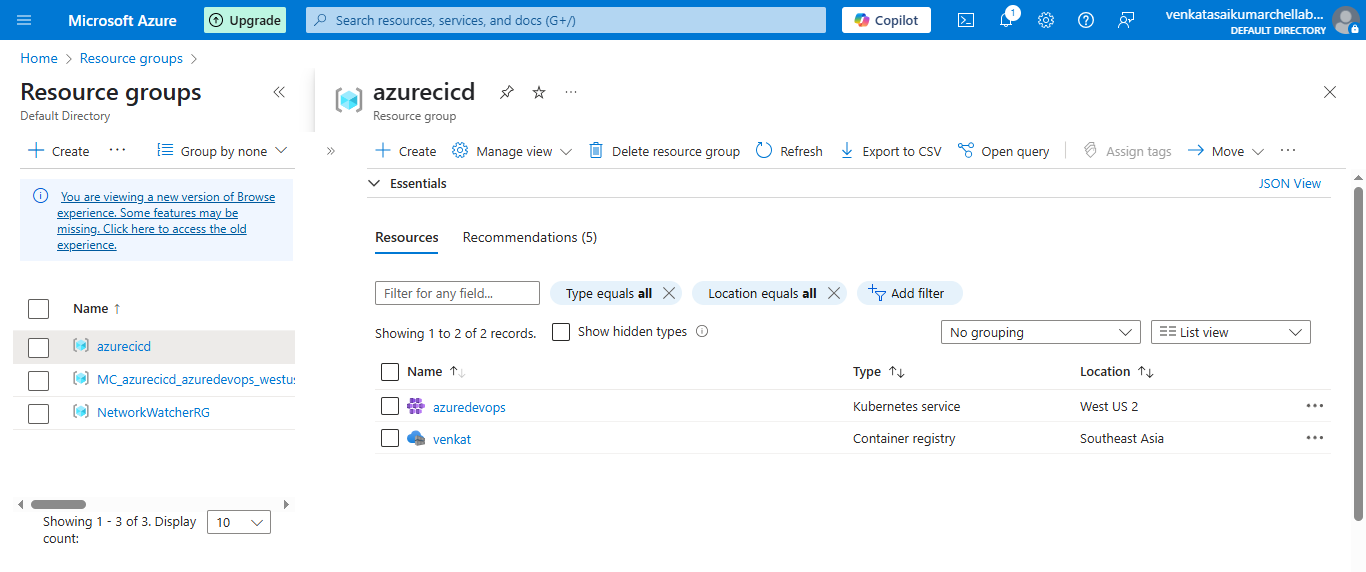 Microsoft Azure
Upgrade
Search resources, services, and docs (G+/)
Copilot
1
venkatasaikumarchellab...
DEFAULT DIRECTORY
Home > Resource groups >
Resource groups
Default Directory
Create
Group by none
You are viewing a new version of Browse
experience. Some features may be
missing. Click here to access the old
experience.
Name ↑
azurecicd
MC_azurecicd_azuredevops_westus
NetworkWatcherRG
Showing 1 - 3 of 3. Display
count:
10
azurecicd
Resource group
Create
Manage view
Delete resource group
Refresh
Export to CSV
Open query
Assign tags
Move
Essentials
JSON View
Resources
Recommendations (5)
Filter for any field...
Type equals all
Location equals all
Add filter
Showing 1 to 2 of 2 records.
Show hidden types
No grouping
List view
Name ↑↓ Type ↑↓ Location ↑↓
azuredevops Kubernetes service West US 2
venkat Container registry Southeast Asia